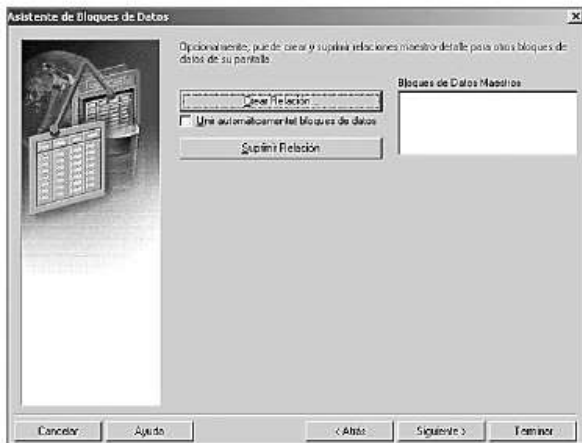 Asistente de Bloques de Datos
Opcionalmente, puede crear y suprimir relaciones maestro-detalle para otros bloques de
datos de su pantalla.
Bloques de Datos Maestros
Crear Relación...
Unir automáticamente bloques de datos
Suprimir Relación
Cancelar
Ayuda
< Atrás
Siguiente >
Terminar